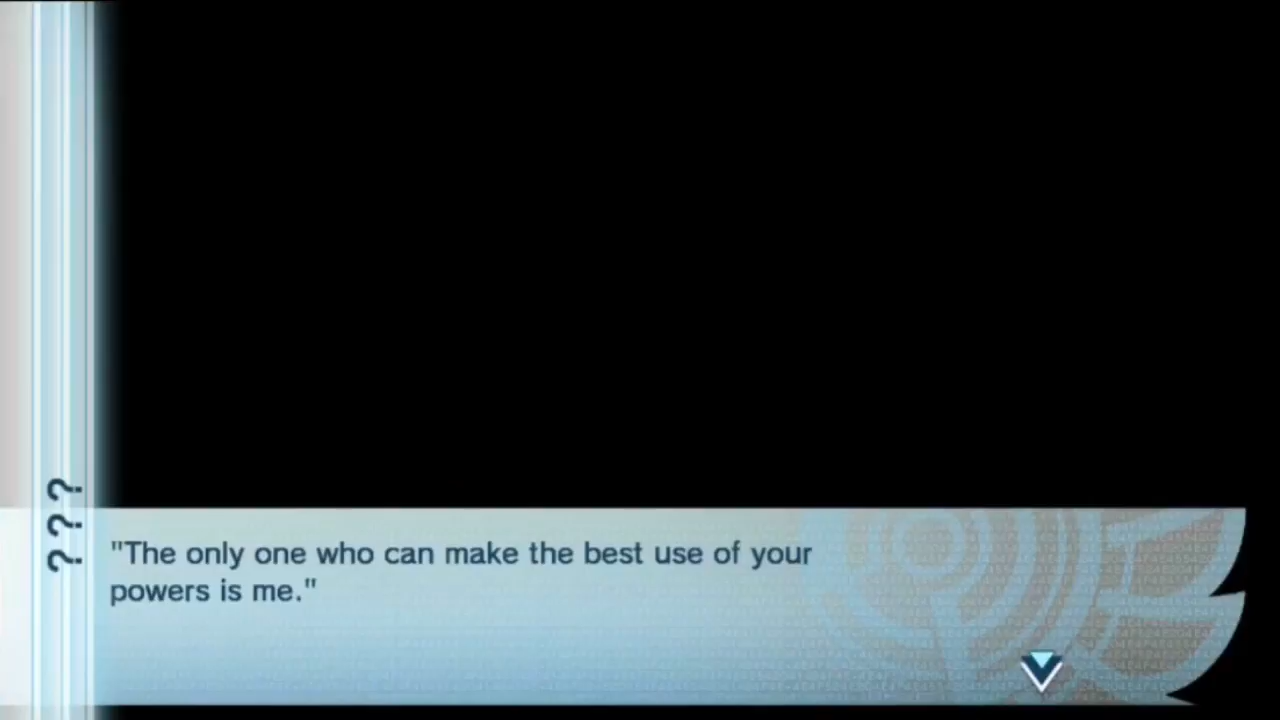 ???
"The only one who can make the best use of your
powers is me."